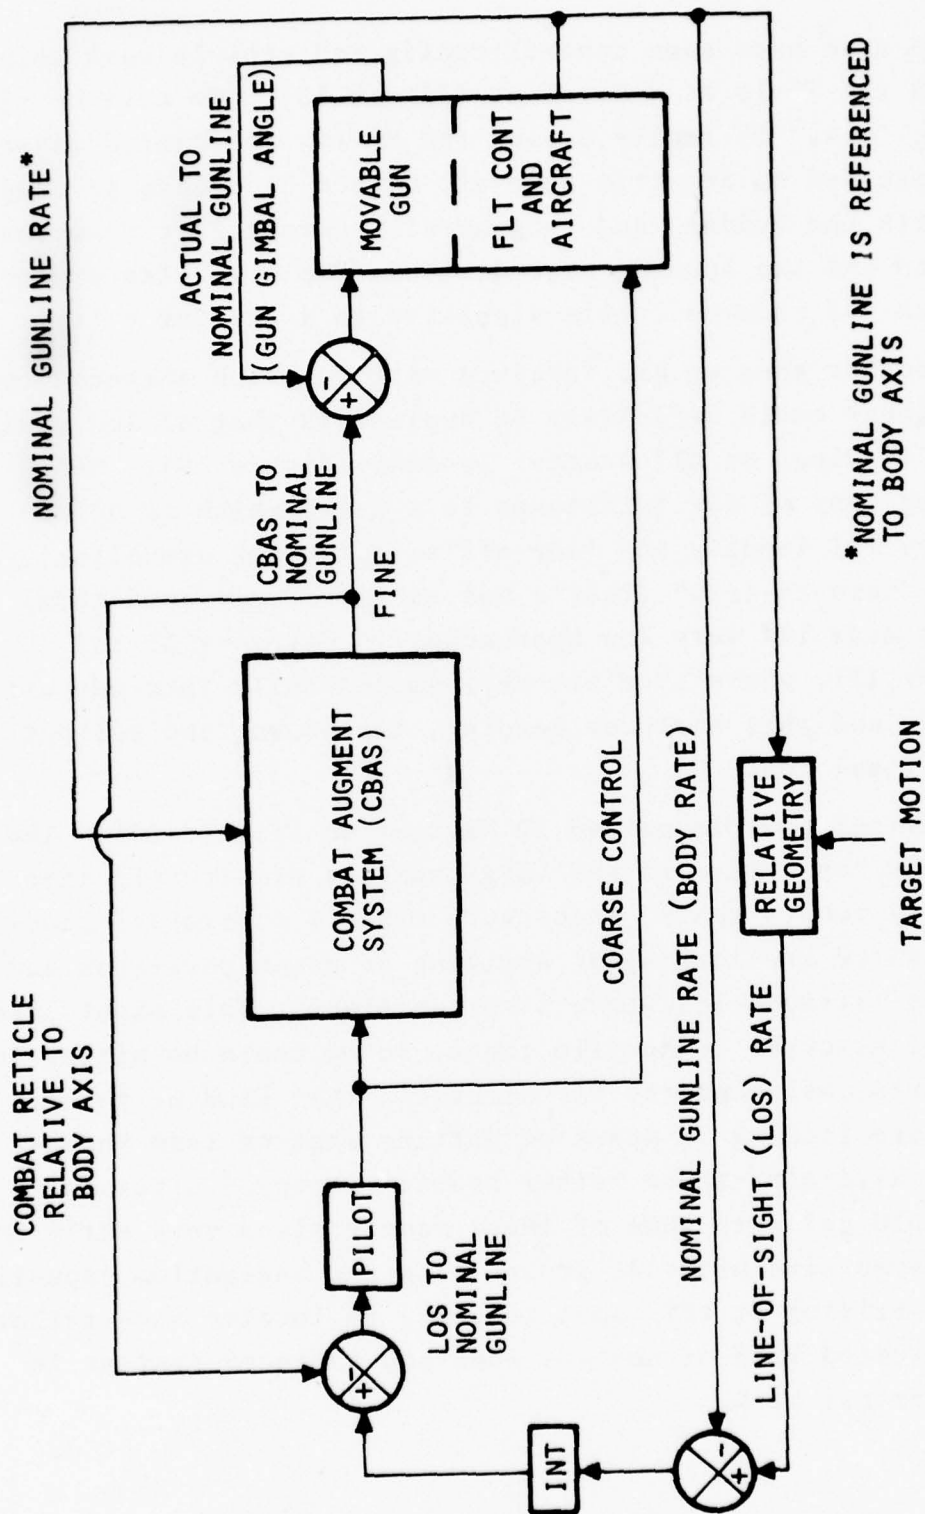 NOMINAL GUNLINE RATE*
ACTUAL TO
NOMINAL GUNLINE
(GUN GIMBAL ANGLE)
COMBAT RETICLE
RELATIVE TO
BODY AXIS
CBAS TO
NOMINAL
GUNLINE
FINE
COMBAT AUGMENT
SYSTEM (CBAS)
MOVABLE
GUN
FLT CONT
AND
AIRCRAFT
+
-
+
-
PILOT
LOS TO
NOMINAL
GUNLINE
COARSE CONTROL
INT
NOMINAL GUNLINE RATE (BODY RATE)
-
+
LINE-OF-SIGHT (LOS) RATE
RELATIVE
GEOMETRY
TARGET MOTION
*NOMINAL GUNLINE IS REFERENCED
TO BODY AXIS